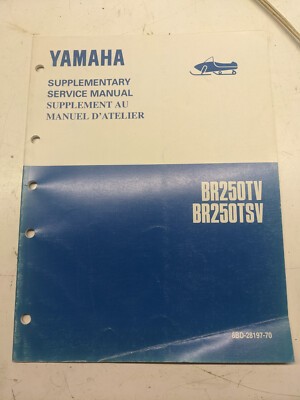 YAMAHA
SUPPLEMENTARY
SERVICE MANUAL
SUPPLEMENT AU
MANUEL D'ATELIER
BR250TV
BR250TSV
8BD-28197-70